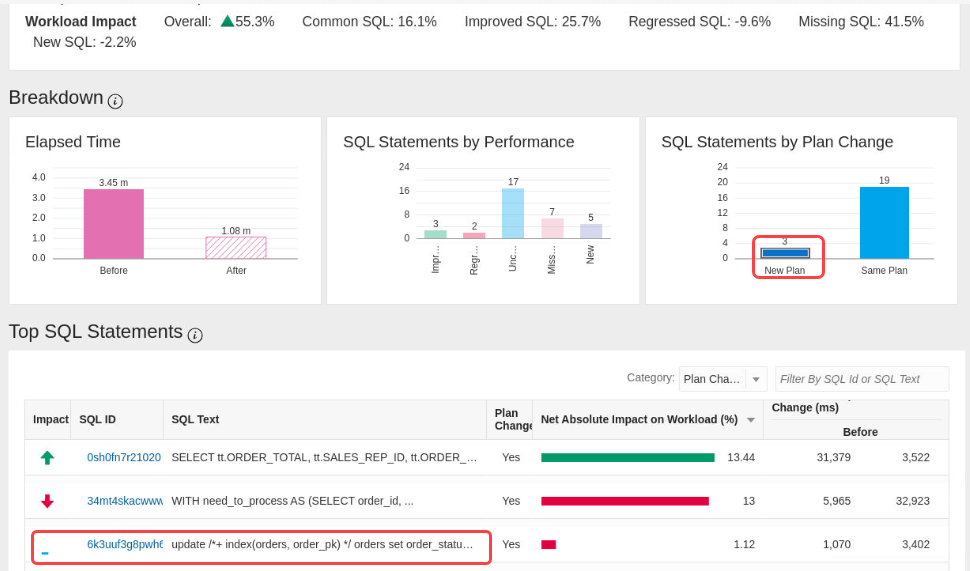 Workload Impact Overall: 55.3% Common SQL: 16.1% Improved SQL: 25.7% Regressed SQL: -9.6% Missing SQL: 41.5%
New SQL: -2.2%
Breakdown i
Elapsed Time
4.0
3.0
2.0
1.0
0.0
3.45 m
1.08 m
Before After
SQL Statements by Performance
24
16
8
0
3
2
17
7
5
Impr...
Regr...
Unc...
Miss...
New
SQL Statements by Plan Change
24
20
16
12
8
4
0
3
19
New Plan Same Plan
Top SQL Statements i
Category: Plan Cha... Filter By SQL Id or SQL Text
Impact SQL ID SQL Text Plan Change Net Absolute Impact on Workload (%) Change (ms)
Before
0sh0fn7r21020 SELECT tt.ORDER_TOTAL, tt.SALES_REP_ID, tt.ORDER_... Yes 13.44 31,379 3,522
34mt4skacwww WITH need_to_process AS (SELECT order_id, ... Yes 13 5,965 32,923
6k3uuf3g8pwh6 update /*+ index(orders, order_pk) */ orders set order_statu... Yes 1.12 1,070 3,402